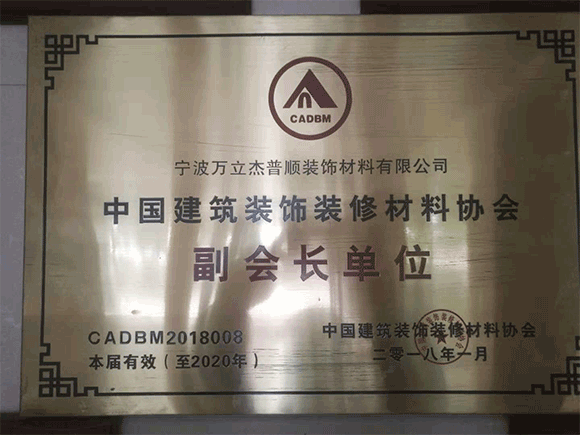 CADBM
宁波万立杰普顺装饰材料有限公司
中国建筑装饰装修材料协会
副会长单位
CADBM2018008
本届有效（至2020年）
中国建筑装饰装修材料协会
二零一八年一月